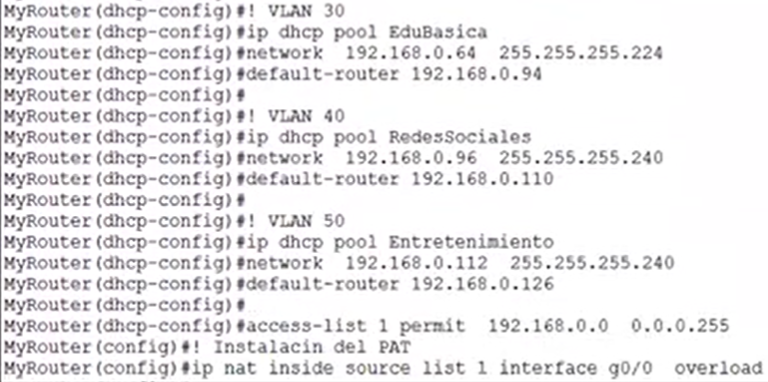 MyRouter(dhcp-config)#! VLAN 30
MyRouter(dhcp-config)#ip dhcp pool EduBasica
MyRouter(dhcp-config)#network  192.168.0.64  255.255.255.224
MyRouter(dhcp-config)#default-router 192.168.0.94
MyRouter(dhcp-config)#
MyRouter(dhcp-config)#! VLAN 40
MyRouter(dhcp-config)#ip dhcp pool RedesSociales
MyRouter(dhcp-config)#network  192.168.0.96  255.255.255.240
MyRouter(dhcp-config)#default-router 192.168.0.110
MyRouter(dhcp-config)#
MyRouter(dhcp-config)#! VLAN 50
MyRouter(dhcp-config)#ip dhcp pool Entretenimiento
MyRouter(dhcp-config)#network  192.168.0.112  255.255.255.240
MyRouter(dhcp-config)#default-router 192.168.0.126
MyRouter(dhcp-config)#
MyRouter(dhcp-config)#access-list 1 permit  192.168.0.0  0.0.0.255
MyRouter(config)#! Instalacin del PAT
MyRouter(config)#ip nat inside source list 1 interface g0/0  overload